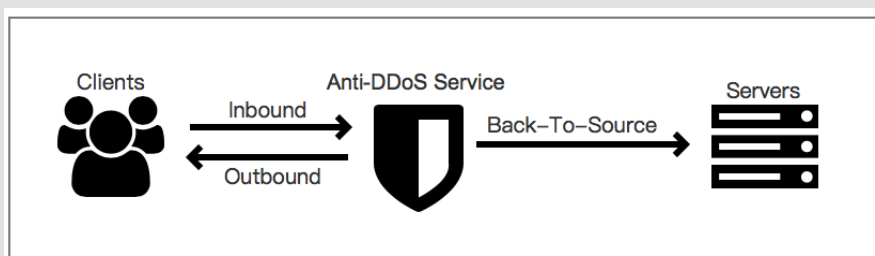 Clients
Anti-DDoS Service
Servers
Inbound
Back-To-Source
Outbound